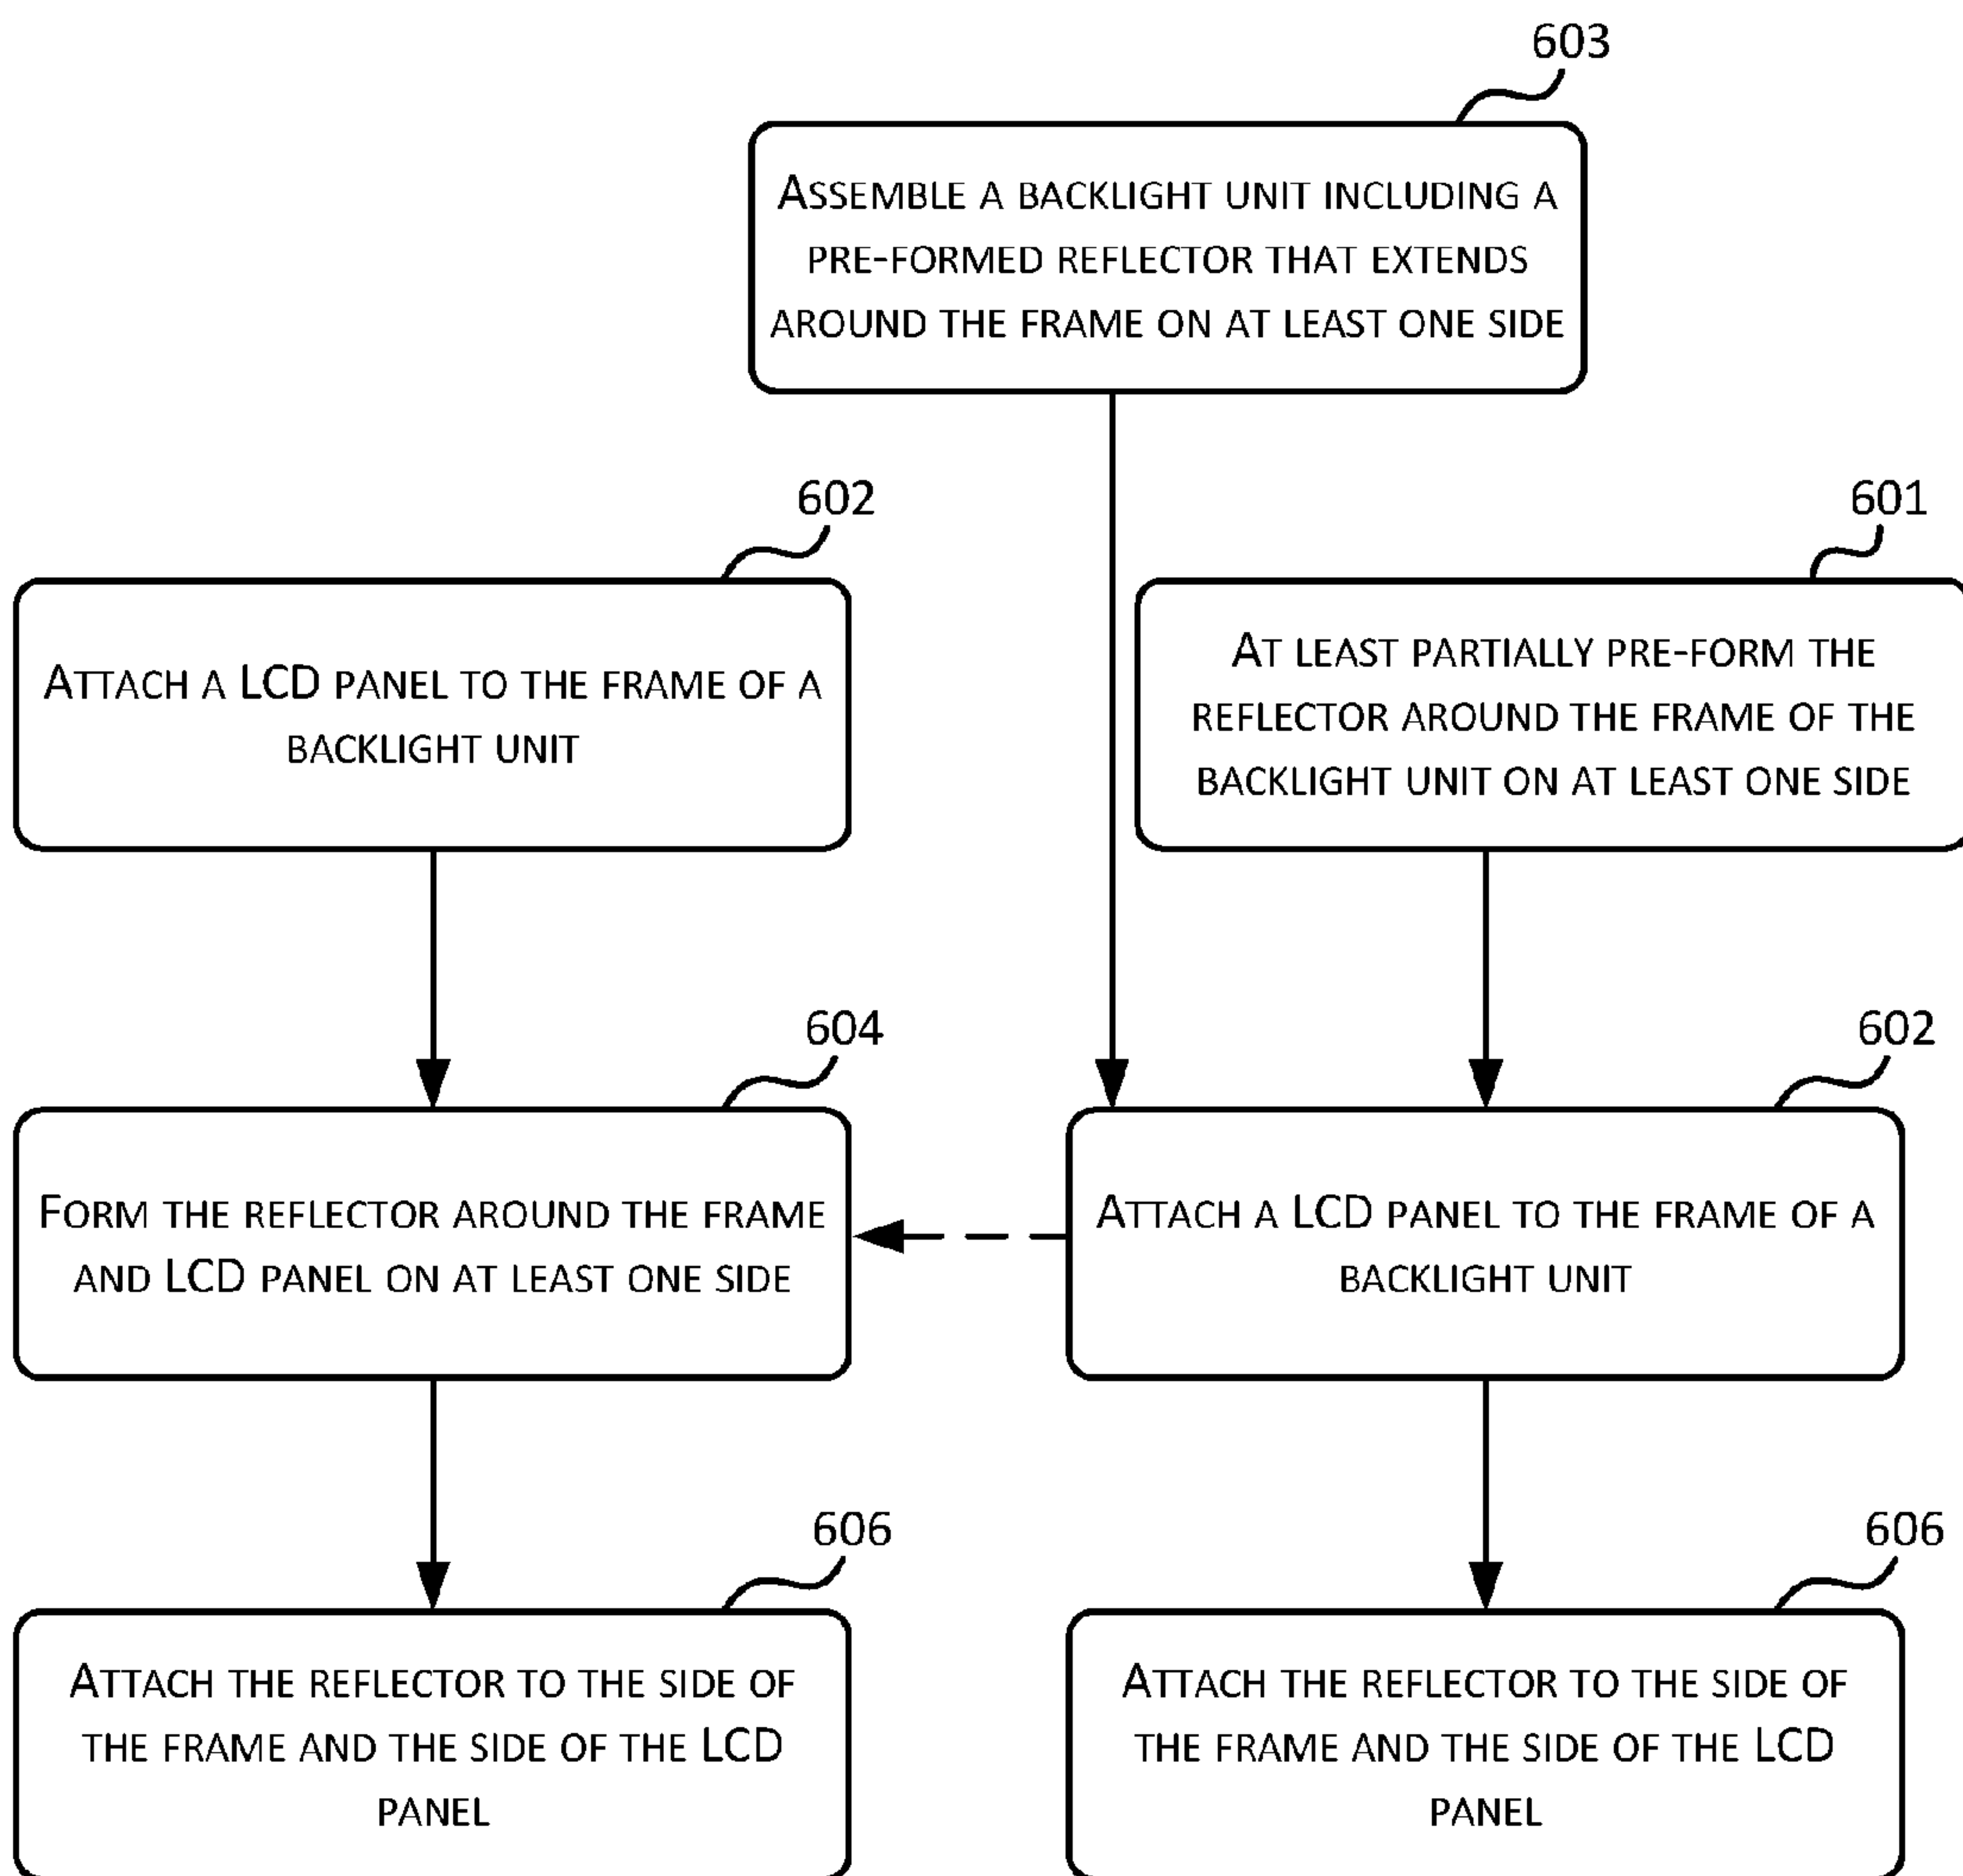 603
ASSEMBLE A BACKLIGHT UNIT INCLUDING A
PRE-FORMED REFLECTOR THAT EXTENDS
AROUND THE FRAME ON AT LEAST ONE SIDE
602
ATTACH A LCD PANEL TO THE FRAME OF A
BACKLIGHT UNIT
601
AT LEAST PARTIALLY PRE-FORM THE
REFLECTOR AROUND THE FRAME OF THE
BACKLIGHT UNIT ON AT LEAST ONE SIDE
604
FORM THE REFLECTOR AROUND THE FRAME
AND LCD PANEL ON AT LEAST ONE SIDE
602
ATTACH A LCD PANEL TO THE FRAME OF A
BACKLIGHT UNIT
606
ATTACH THE REFLECTOR TO THE SIDE OF
THE FRAME AND THE SIDE OF THE LCD
PANEL
606
ATTACH THE REFLECTOR TO THE SIDE OF
THE FRAME AND THE SIDE OF THE LCD
PANEL